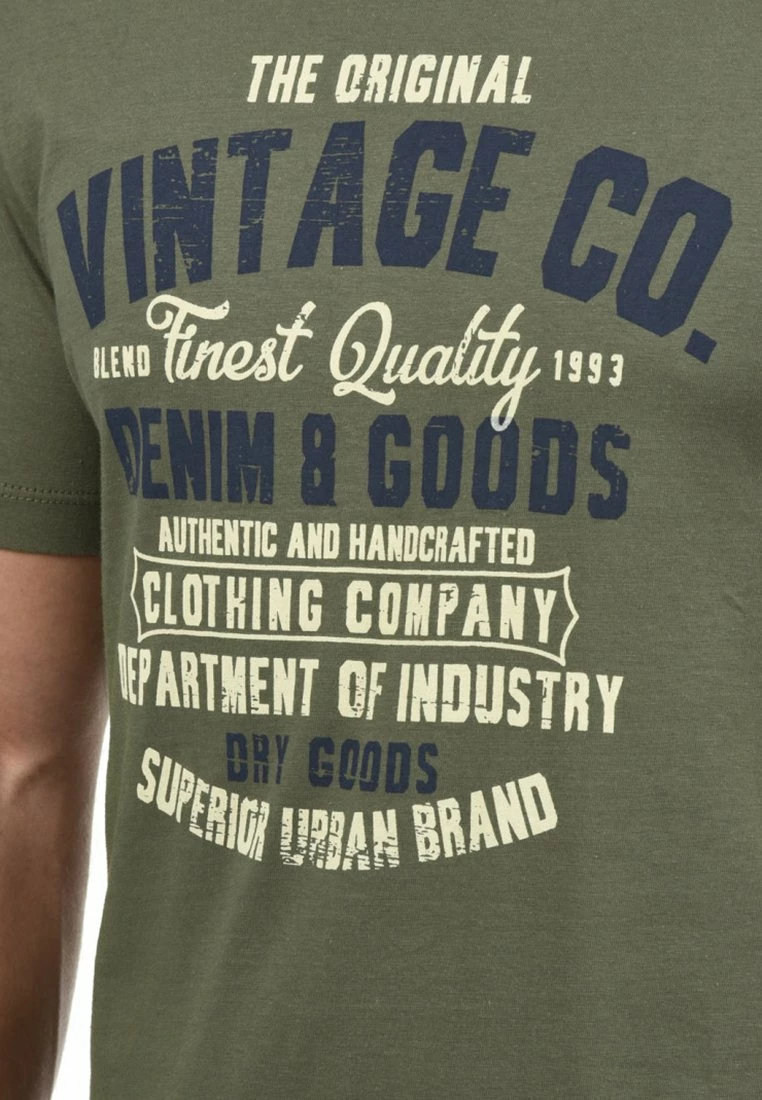 THE ORIGINAL
VINTAGE CO.
BLEND Finest Quality 1993
DENIM & GOODS
AUTHENTIC AND HANDCRAFTED
CLOTHING COMPANY
DEPARTMENT OF INDUSTRY
DRY GOODS
SUPERIOR URBAN BRAND